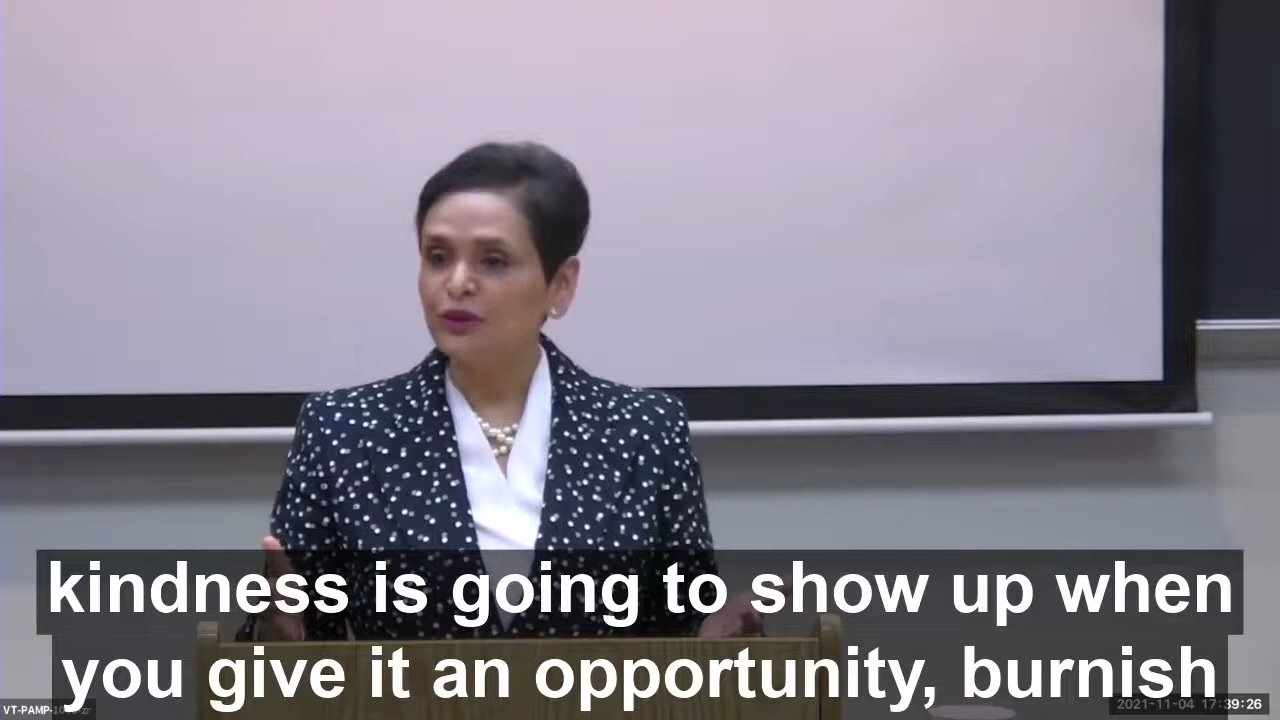 kindness is going to show up when
you give it an opportunity, burnish
2021-11-04 17:39:26